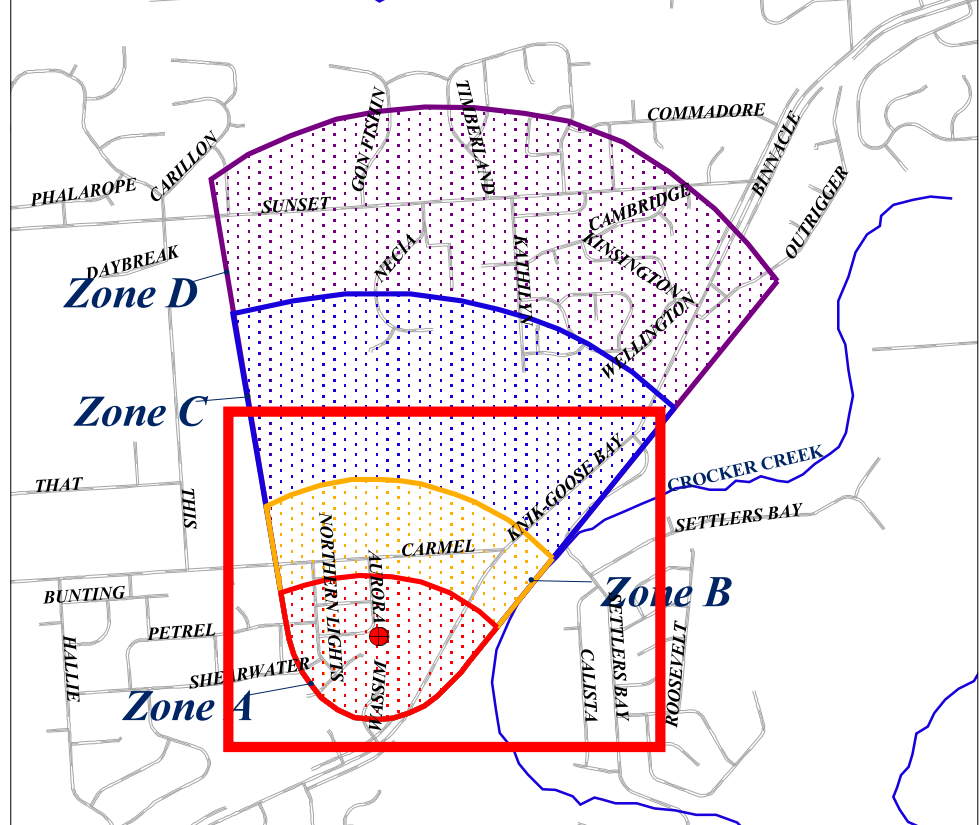 COMMADORE
TIMBERLAND
GON-FISHIN
BINNACLE
CARILLON
PHALAROPE
SUNSET
CAMBRIDGE
OUTRIGGER
DAYBREAK
NECIA
KATHLYN
KINSINGTON
Zone D
WELLINGTON
Zone C
KNIK-GOOSE BAY
CROCKER CREEK
THAT
THIS
SETTLERS BAY
NORTHERN LIGHTS
AURORA
CARMEL
BUNTING
Zone B
PETREL
HALLIE
SHEARWATER
WISSAM
SETTLERS BAY
CALISTA
ROOSEVELT
Zone A